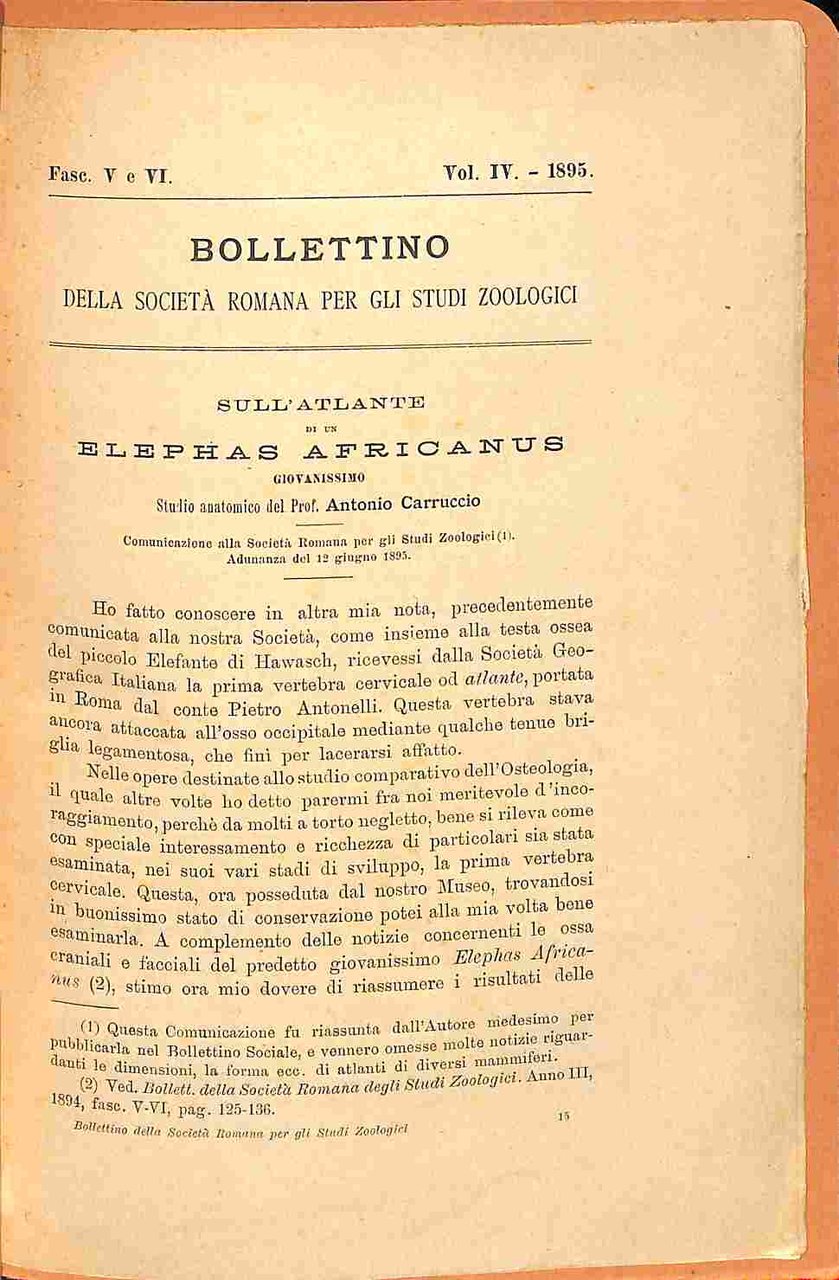 Fasc. V e VI. Vol. IV. - 1895.
BOLLETTINO
DELLA SOCIETÀ ROMANA PER GLI STUDI ZOOLOGICI
SULL'ATLANTE
DI UN
ELEPHAS AFRICANUS
GIOVANISSIMO
Studio anatomico del Prof. Antonio Carruccio
Comunicazione alla Società Romana per gli Studi Zoologici (1).
Adunanza del 12 giugno 1895.
Ho fatto conoscere in altra mia nota, precedentemente
comunicata alla nostra Società, come insieme alla testa ossea
del piccolo Elefante di Hawasch, ricevessi dalla Società Geo-
grafica Italiana la prima vertebra cervicale od atlante, portata
in Roma dal conte Pietro Antonelli. Questa vertebra stava
ancora attaccata all'osso occipitale mediante qualche tenue bri-
glia legamentosa, che finì per lacerarsi affatto.
Nelle opere destinate allo studio comparativo dell'Osteologia,
il quale altre volte ho detto parermi fra noi meritevole d'inco-
raggiamento, perchè da molti a torto negletto, bene si rileva come
con speciale interessamento e ricchezza di particolari sia stata
esaminata, nei suoi vari stadi di sviluppo, la prima vertebra
cervicale. Questa, ora posseduta dal nostro Museo, trovandosi
in buonissimo stato di conservazione potei alla mia volta bene
esaminarla. A complemento delle notizie concernenti le ossa
craniali e facciali del predetto giovanissimo Elephas Africa-
nus (2), stimo ora mio dovere di riassumere i risultati delle
(1) Questa Comunicazione fu riassunta dall'Autore medesimo per
pubblicarla nel Bollettino Sociale, e vennero omesse molte notizie riguar-
danti le dimensioni, la forma ecc. di atlanti di diversi mammiferi.
(2) Ved. Bollett. della Società Romana degli Studi Zoologici. Anno III,
1894, fasc. V-VI, pag. 125-136.
Bollettino della Società Romana per gli Studi Zoologici 15